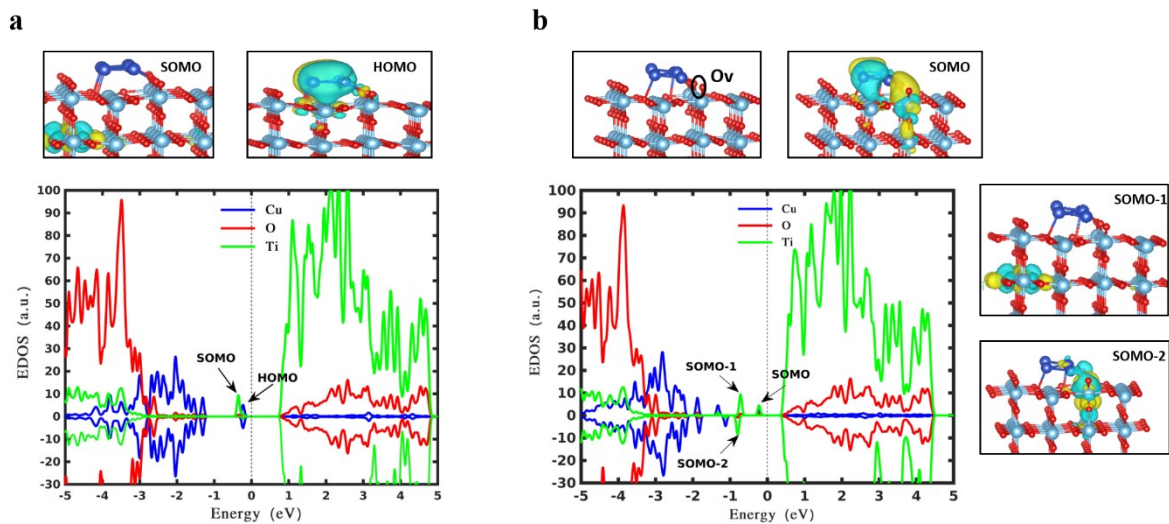 a
SOMO
HOMO
EDOS (a.u.)
100
90
80
70
60
50
40
30
20
10
0
-10
-20
-30
Cu
O
Ti
SOMO
HOMO
-5 -4 -3 -2 -1 0 1 2 3 4 5
Energy (eV)
b
Ov
SOMO
EDOS (a.u.)
100
90
80
70
60
50
40
30
20
10
0
-10
-20
-30
Cu
O
Ti
SOMO-1
SOMO
SOMO-2
-5 -4 -3 -2 -1 0 1 2 3 4 5
Energy (eV)
SOMO-1
SOMO-2